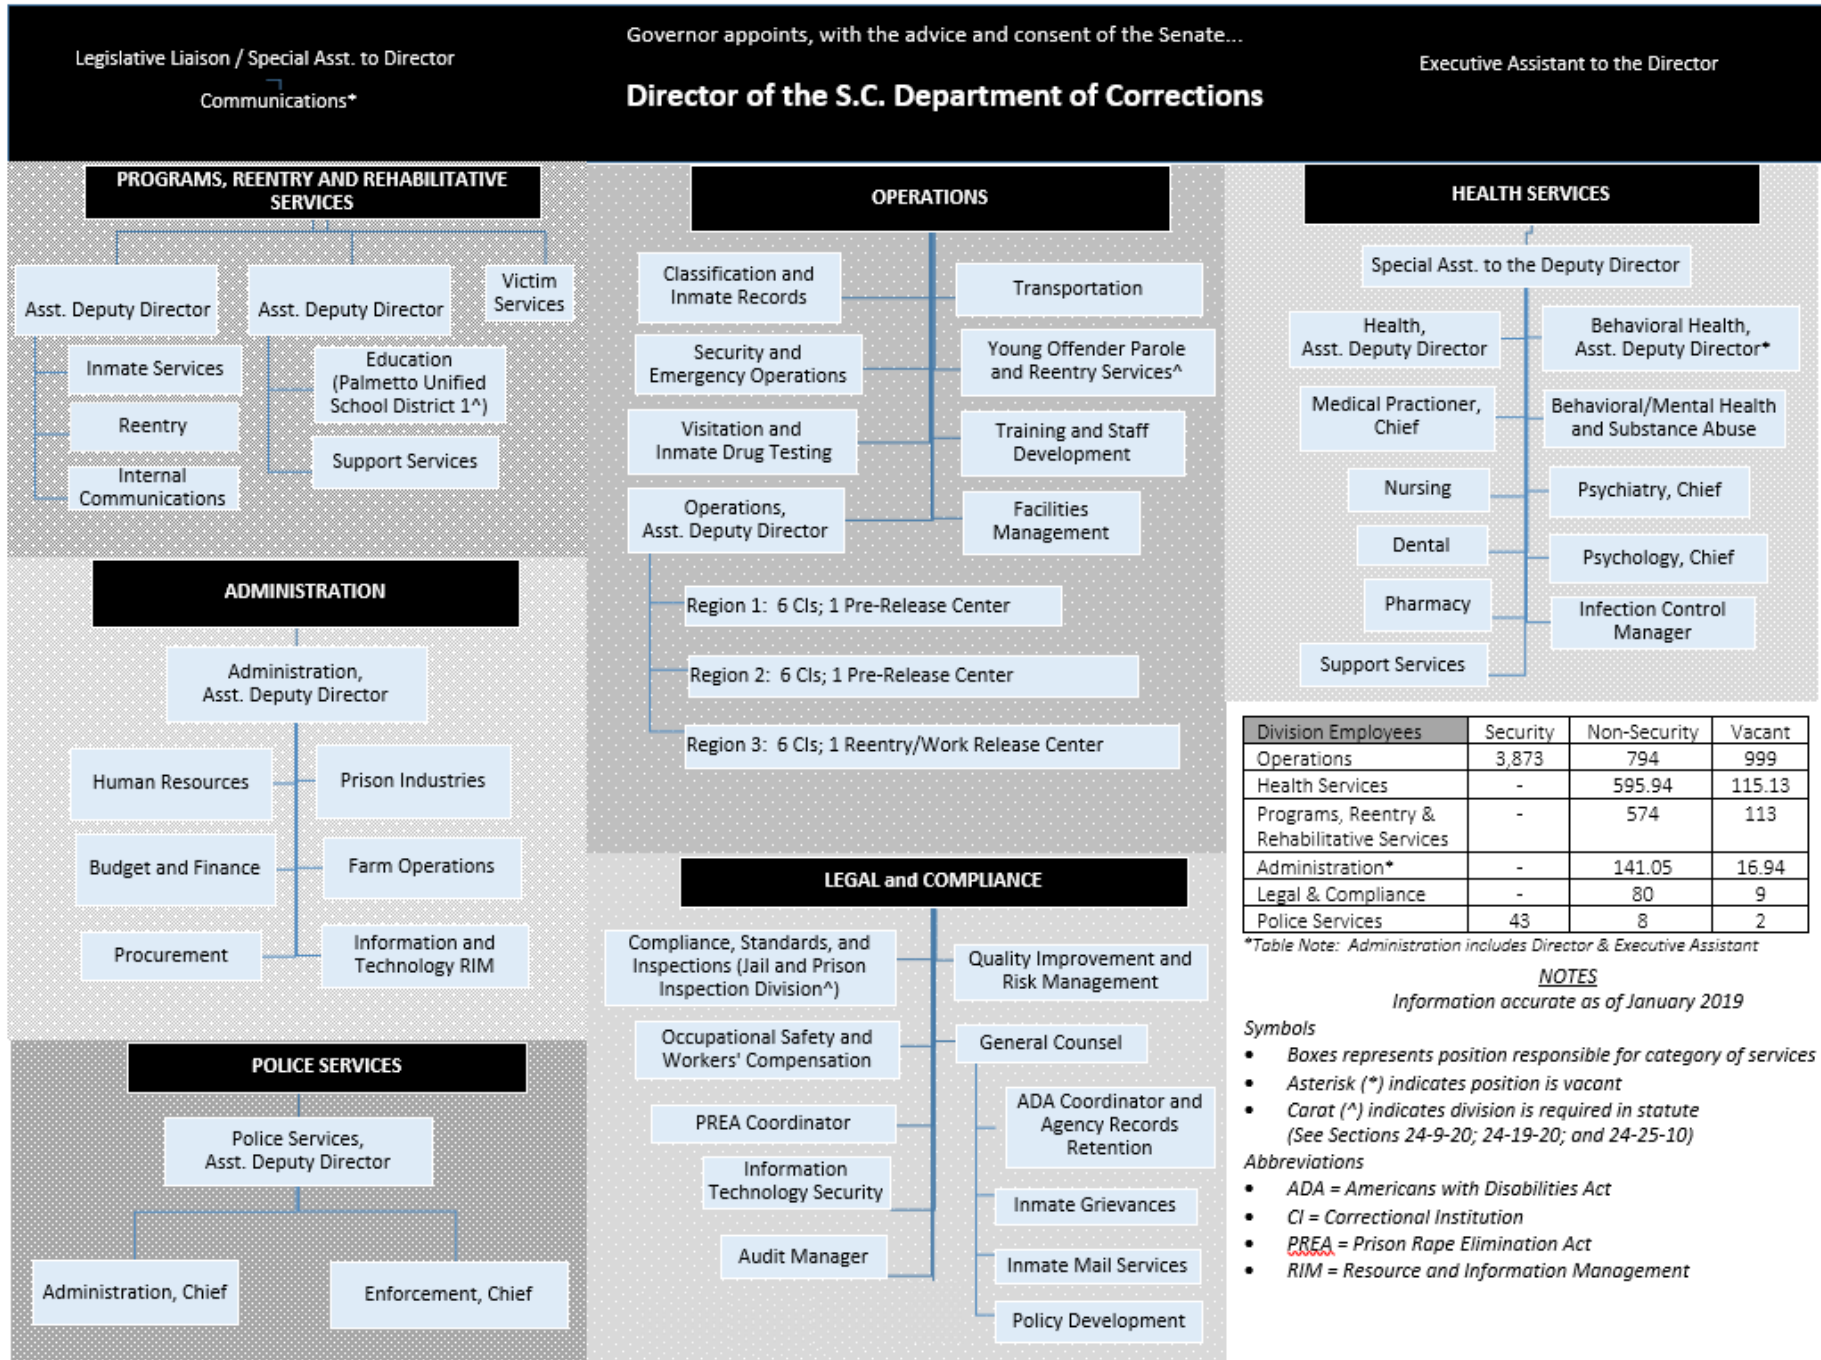 Legislative Liaison / Special Asst. to Director
Communications*
Governor appoints, with the advice and consent of the Senate...
Director of the S.C. Department of Corrections
Executive Assistant to the Director
PROGRAMS, REENTRY AND REHABILITATIVE
SERVICES
Asst. Deputy Director
Asst. Deputy Director
Victim
Services
Inmate Services
Reentry
Internal
Communications
Education
(Palmetto Unified
School District 1^)
Support Services
ADMINISTRATION
Administration,
Asst. Deputy Director
Human Resources
Prison Industries
Budget and Finance
Farm Operations
Procurement
Information and
Technology RIM
POLICE SERVICES
Police Services,
Asst. Deputy Director
Administration, Chief
Enforcement, Chief
OPERATIONS
Classification and
Inmate Records
Transportation
Security and
Emergency Operations
Young Offender Parole
and Reentry Services^
Visitation and
Inmate Drug Testing
Training and Staff
Development
Operations,
Asst. Deputy Director
Facilities
Management
Region 1: 6 CIs; 1 Pre-Release Center
Region 2: 6 CIs; 1 Pre-Release Center
Region 3: 6 CIs; 1 Reentry/Work Release Center
LEGAL and COMPLIANCE
Compliance, Standards, and
Inspections (Jail and Prison
Inspection Division^)
Quality Improvement and
Risk Management
Occupational Safety and
Workers' Compensation
General Counsel
PREA Coordinator
ADA Coordinator and
Agency Records
Retention
Information
Technology Security
Inmate Grievances
Audit Manager
Inmate Mail Services
Policy Development
HEALTH SERVICES
Special Asst. to the Deputy Director
Health,
Asst. Deputy Director
Behavioral Health,
Asst. Deputy Director*
Medical Practioner,
Chief
Behavioral/Mental Health
and Substance Abuse
Nursing
Psychiatry, Chief
Dental
Psychology, Chief
Pharmacy
Infection Control
Manager
Support Services
Division Employees Security Non-Security Vacant
Operations 3,873 794 999
Health Services - 595.94 115.13
Programs, Reentry & - 574 113
Rehabilitative Services
Administration* - 141.05 16.94
Legal & Compliance - 80 9
Police Services 43 8 2
*Table Note: Administration includes Director & Executive Assistant
NOTES
Information accurate as of January 2019
Symbols
• Boxes represents position responsible for category of services
• Asterisk (*) indicates position is vacant
• Carat (^) indicates division is required in statute
(See Sections 24-9-20; 24-19-20; and 24-25-10)
Abbreviations
• ADA = Americans with Disabilities Act
• CI = Correctional Institution
• PREA = Prison Rape Elimination Act
• RIM = Resource and Information Management